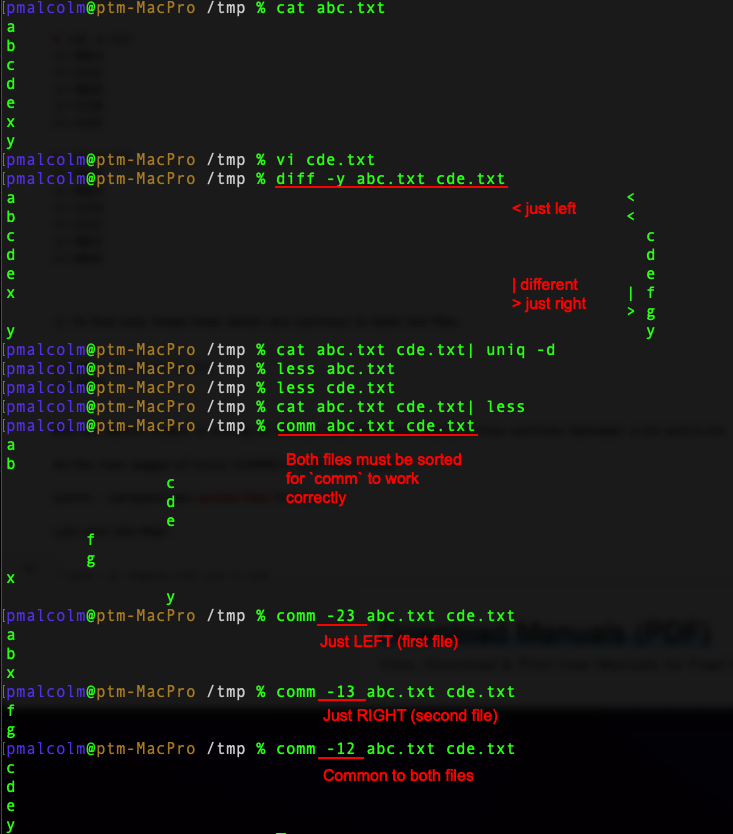 [pmalcolm@ptm-MacPro /tmp % cat abc.txt
a
b
c
d
e
x
y
[pmalcolm@ptm-MacPro /tmp % vi cde.txt
[pmalcolm@ptm-MacPro /tmp % diff -y abc.txt cde.txt
a <
< just left
b <
c c
d d
e e
| different
x | f
> just right
> g
y y
[pmalcolm@ptm-MacPro /tmp % cat abc.txt cde.txt| uniq -d
[pmalcolm@ptm-MacPro /tmp % less abc.txt
[pmalcolm@ptm-MacPro /tmp % less cde.txt
[pmalcolm@ptm-MacPro /tmp % cat abc.txt cde.txt| less
[pmalcolm@ptm-MacPro /tmp % comm abc.txt cde.txt
a
b
Both files must be sorted
for `comm` to work
correctly
c
d
e
f
g
x
y
[pmalcolm@ptm-MacPro /tmp % comm -23 abc.txt cde.txt
a
Just LEFT (first file)
b
x
[pmalcolm@ptm-MacPro /tmp % comm -13 abc.txt cde.txt
f
Just RIGHT (second file)
g
[pmalcolm@ptm-MacPro /tmp % comm -12 abc.txt cde.txt
c
Common to both files
d
e
y